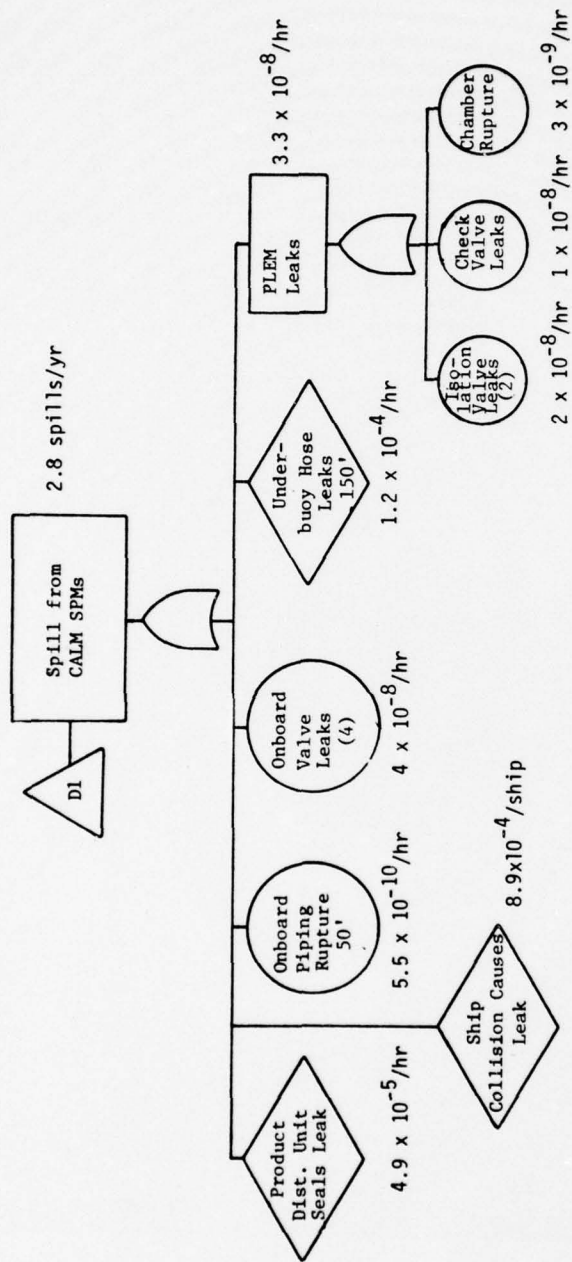 D1
Spill from
CALM SPMs
2.8 spills/yr
Product
Dist. Unit
Seals Leak
4.9 x 10⁻⁵/hr
Ship
Collision Causes
Leak
8.9x10⁻⁴/ship
Onboard
Piping
Rupture
50'
5.5 x 10⁻¹⁰/hr
Onboard
Valve
Leaks
(4)
4 x 10⁻⁸/hr
Under-
buoy Hose
Leaks
150'
1.2 x 10⁻⁴/hr
PLEM
Leaks
3.3 x 10⁻⁸/hr
Iso-
lation
Valve
Leaks
(2)
2 x 10⁻⁸/hr
Check
Valve
Leaks
1 x 10⁻⁸/hr
Chamber
Rupture
3 x 10⁻⁹/hr